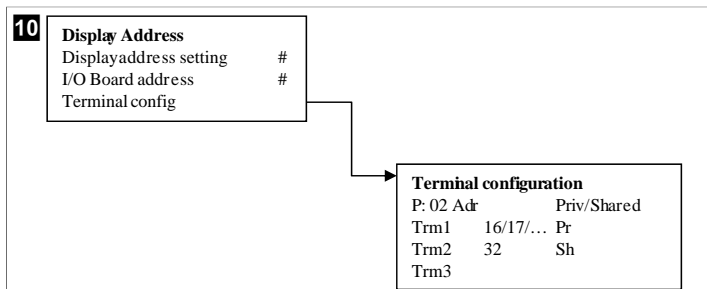 10
Display Address
Displayaddress setting #
I/O Board address #
Terminal config
Terminal configuration
P: 02 Adr Priv/Shared
Trm1 16/17/… Pr
Trm2 32 Sh
Trm3